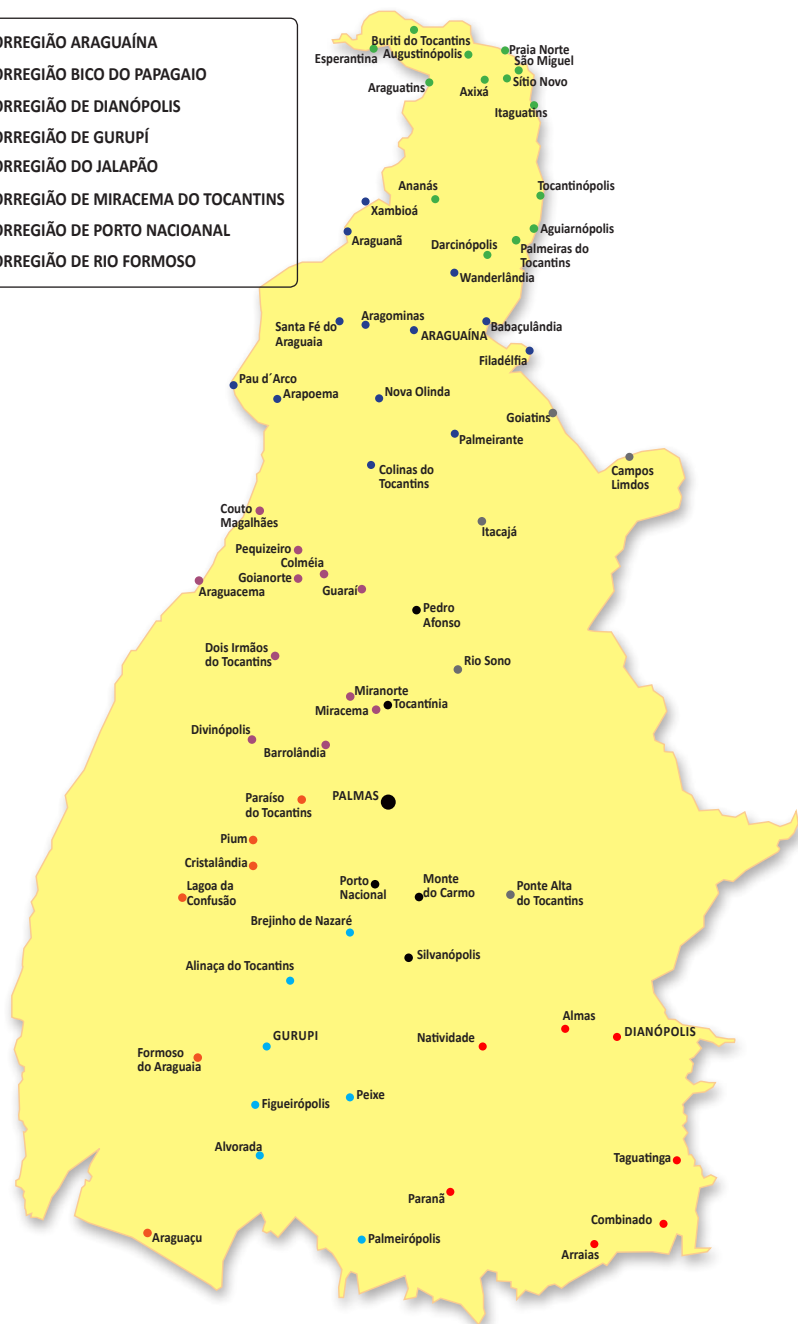 ORREGIÃO ARAGUAÍNA
ORREGIÃO BICO DO PAPAGAIO
ORREGIÃO DE DIANÓPOLIS
ORREGIÃO DE GURUPÍ
ORREGIÃO DO JALAPÃO
ORREGIÃO DE MIRACEMA DO TOCANTINS
ORREGIÃO DE PORTO NACIOANAL
ORREGIÃO DE RIO FORMOSO
Buriti do Tocantins
Esperantina
Augustinópolis
Praia Norte
São Miguel
Araguatins
Axixá
Sítio Novo
Itaguatins
Ananás
Tocantinópolis
Xambioá
Araguanã
Aguiarnópolis
Darcinópolis
Palmeiras do
Tocantins
Wanderlândia
Santa Fé do
Araguaia
Aragominas
ARAGUAÍNA
Babaçulândia
Filadélfia
Pau d´Arco
Arapoema
Nova Olinda
Goiatins
Palmeirante
Colinas do
Tocantins
Campos
Limdos
Couto
Magalhães
Itacajá
Pequizeiro
Colméia
Goianorte
Araguacema
Guaraí
Pedro
Afonso
Dois Irmãos
do Tocantins
Rio Sono
Miranorte
Miracema
Tocantínia
Divinópolis
Barrolândia
Paraíso
do Tocantins
PALMAS
Pium
Cristalândia
Lagoa da
Confusão
Porto
Nacional
Monte
do Carmo
Ponte Alta
do Tocantins
Brejinho de Nazaré
Silvanópolis
Alinaça do Tocantins
Almas
GURUPI
Natividade
DIANÓPOLIS
Formoso
do Araguaia
Figueirópolis
Peixe
Alvorada
Taguatinga
Paranã
Combinado
Araguaçu
Palmeirópolis
Arraias